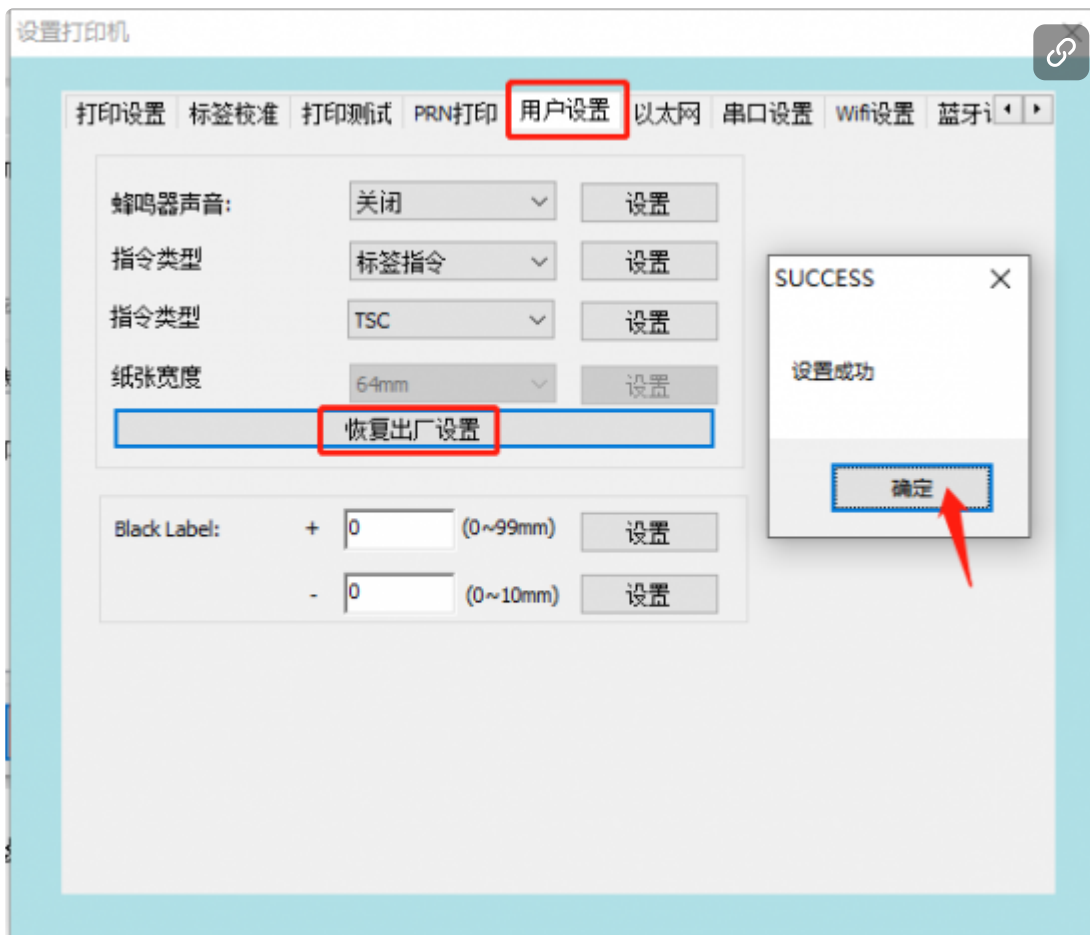 设置打印机
打印设置 标签校准 打印测试 PRN打印 用户设置 以太网 串口设置 Wifi设置 蓝牙
蜂鸣器声音: 关闭 设置
指令类型 标签指令 设置
指令类型 TSC 设置
纸张宽度 64mm 设置
恢复出厂设置
Black Label: + 0 (0~99mm) 设置
- 0 (0~10mm) 设置
SUCCESS
设置成功
确定